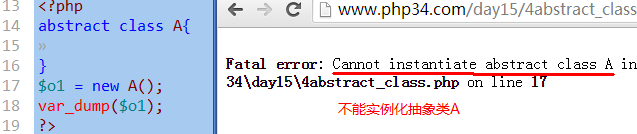 13 <?php
14 abstract class A{
15 »
16 }
17 $o1 = new A();
18 var_dump($o1);
19 ?>
www.php34.com/day15/4abstract_class
Fatal error: Cannot instantiate abstract class A in
34\day15\4abstract_class.php on line 17
不能实例化抽象类A